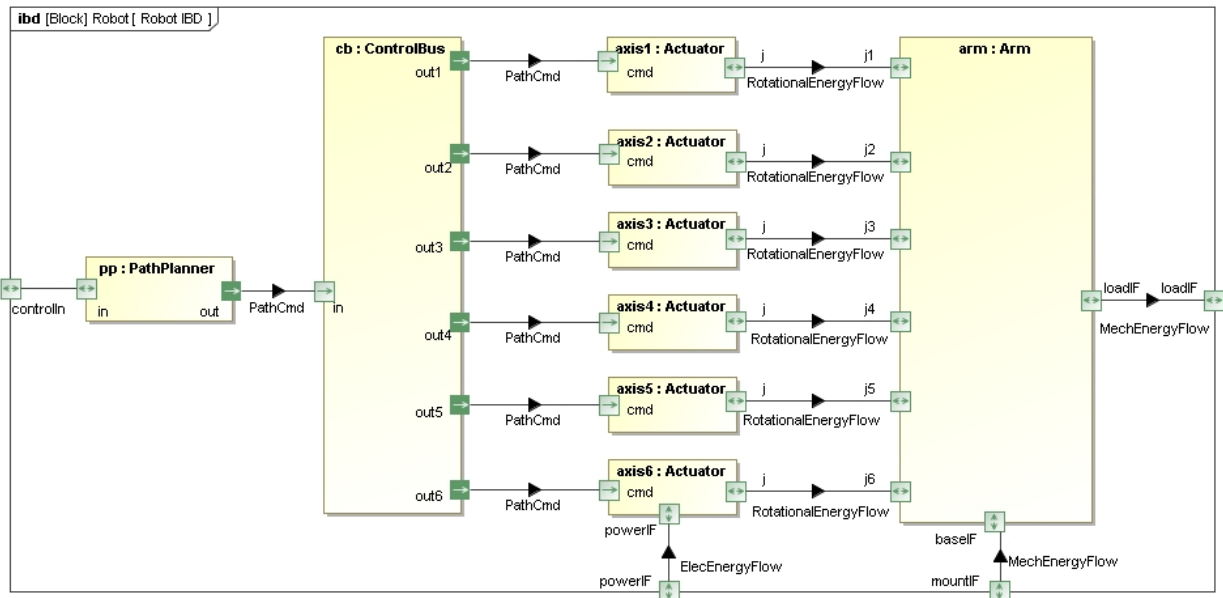 ibd [Block] Robot [ Robot IBD ]
cb : ControlBus
axis1 : Actuator
arm : Arm
out1
PathCmd
cmd
j
j1
RotationalEnergyFlow
axis2 : Actuator
out2
PathCmd
cmd
j
j2
RotationalEnergyFlow
axis3 : Actuator
out3
PathCmd
cmd
j
j3
RotationalEnergyFlow
pp : PathPlanner
controlIn
in
out
PathCmd
in
axis4 : Actuator
out4
PathCmd
cmd
j
j4
RotationalEnergyFlow
loadIF
loadIF
MechEnergyFlow
axis5 : Actuator
out5
PathCmd
cmd
j
j5
RotationalEnergyFlow
axis6 : Actuator
out6
PathCmd
cmd
j
j6
RotationalEnergyFlow
powerIF
ElecEnergyFlow
powerIF
baseIF
MechEnergyFlow
mountIF